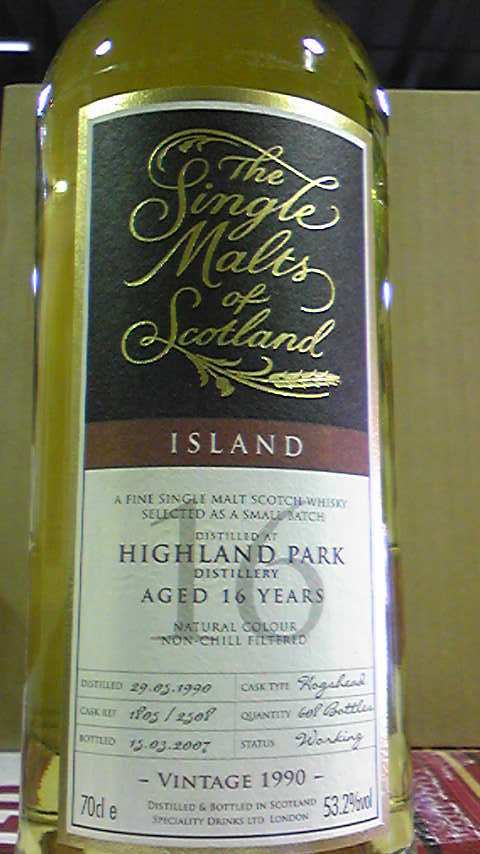 The
Single
Malts
of
Scotland
ISLAND
A FINE SINGLE MALT SCOTCH WHISKY
SELECTED AS A SMALL BATCH
16
DISTILLED AT
HIGHLAND PARK
DISTILLERY
AGED 16 YEARS
NATURAL COLOUR
NON-CHILL FILTERED
DISTILLED 29.05.1990 CASK TYPE Hogshead
CASK REF 1805 / 2508 QUANTITY 608 Bottles
BOTTLED 15.03.2007 STATUS Working
- VINTAGE 1990 -
70cl e DISTILLED & BOTTLED IN SCOTLAND 53.2%vol
SPECIALITY DRINKS LTD LONDON